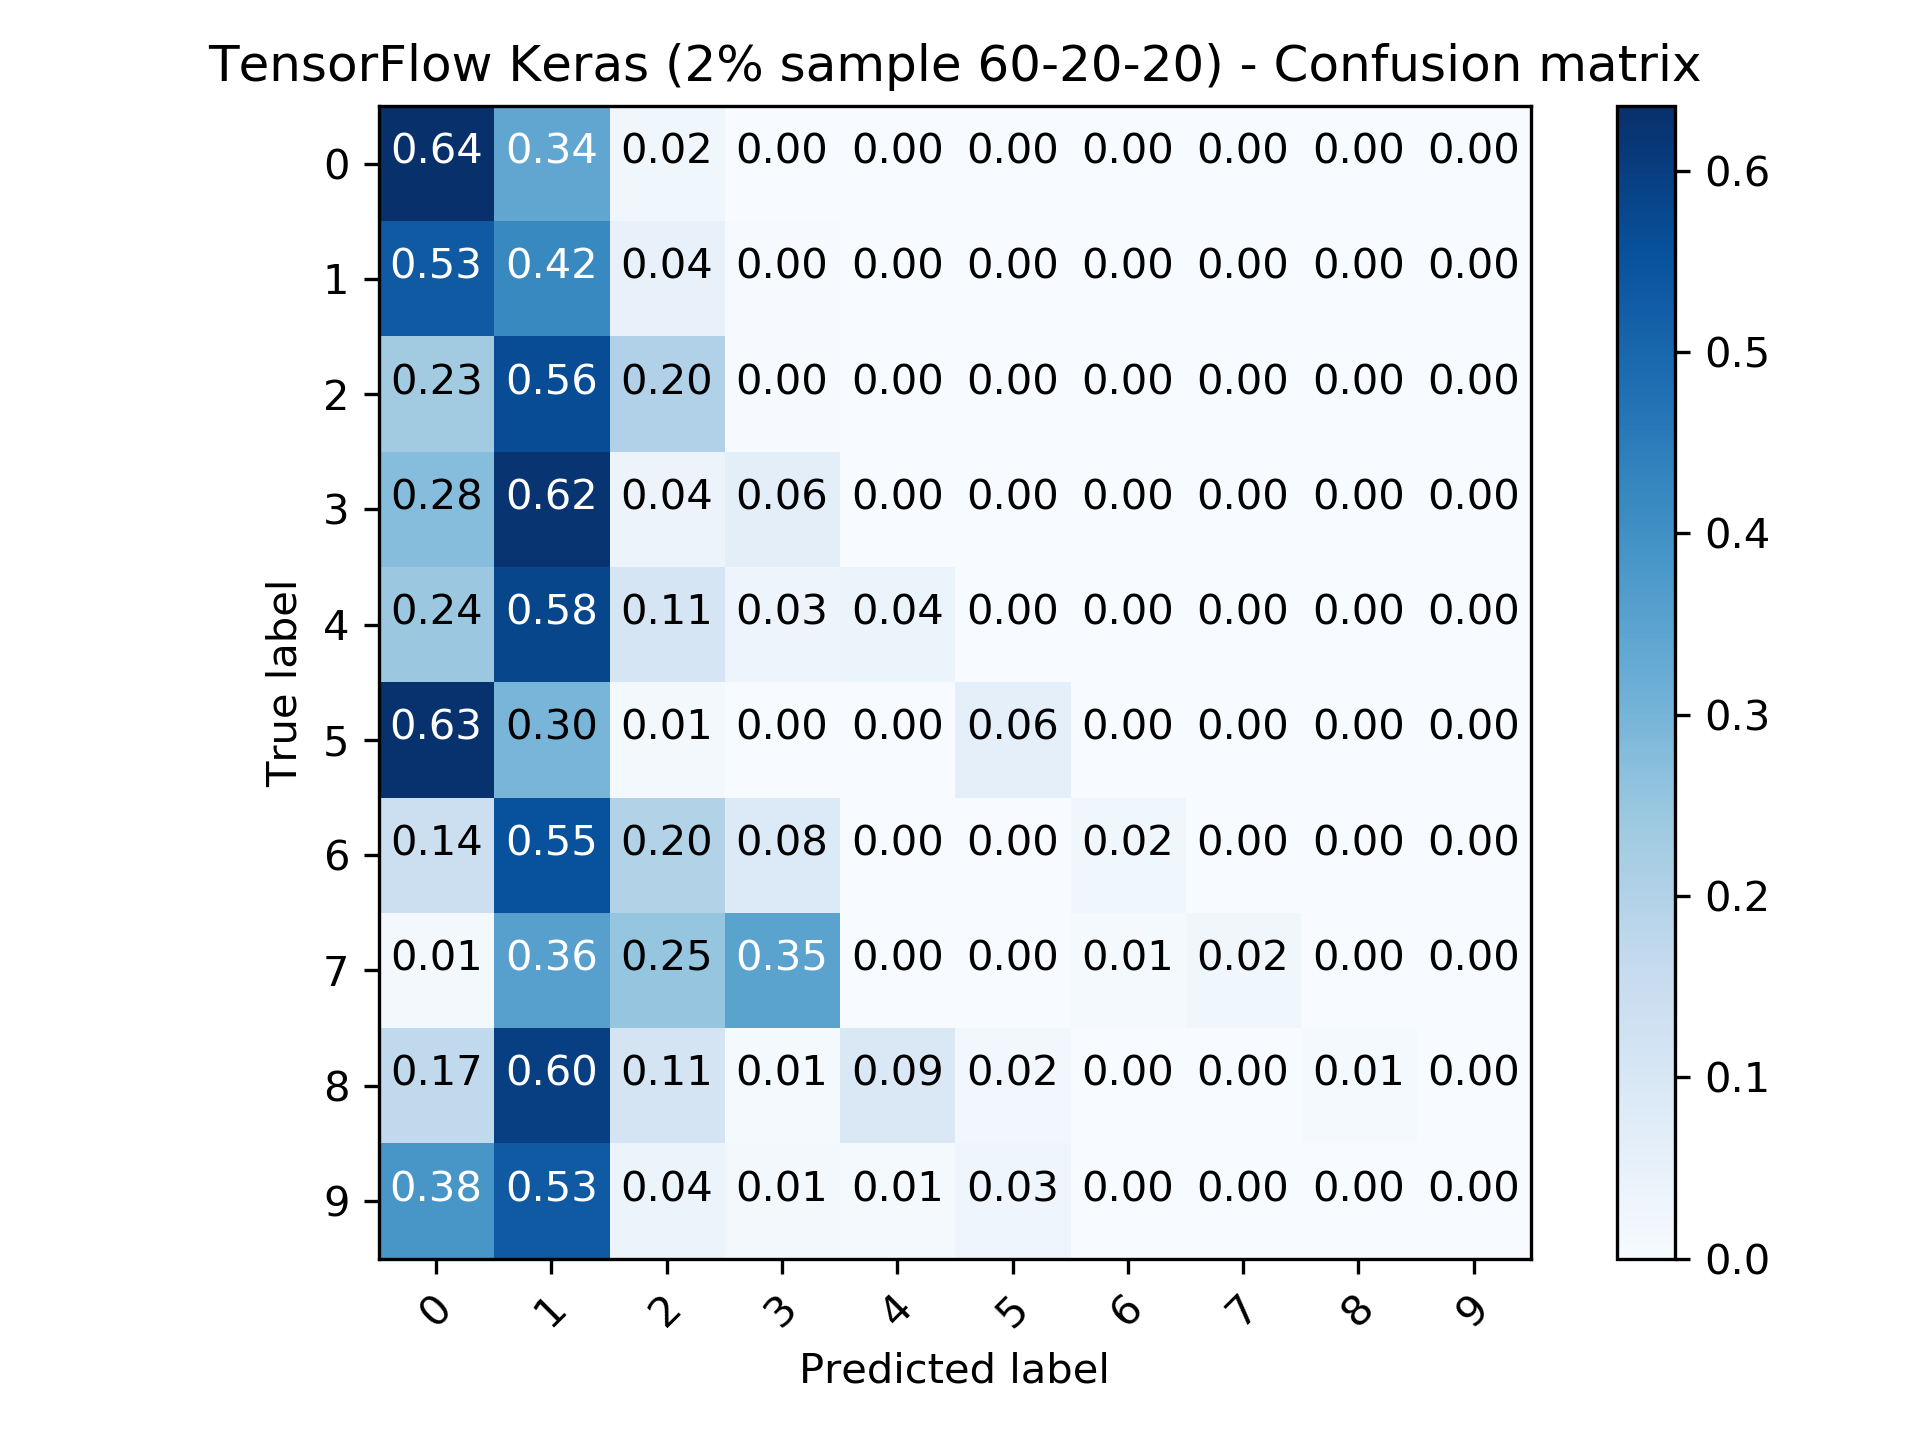 TensorFlow Keras (2% sample 60-20-20) - Confusion matrix
0 0.64 0.34 0.02 0.00 0.00 0.00 0.00 0.00 0.00 0.00
1 0.53 0.42 0.04 0.00 0.00 0.00 0.00 0.00 0.00 0.00
2 0.23 0.56 0.20 0.00 0.00 0.00 0.00 0.00 0.00 0.00
3 0.28 0.62 0.04 0.06 0.00 0.00 0.00 0.00 0.00 0.00
4 0.24 0.58 0.11 0.03 0.04 0.00 0.00 0.00 0.00 0.00
5 0.63 0.30 0.01 0.00 0.00 0.06 0.00 0.00 0.00 0.00
6 0.14 0.55 0.20 0.08 0.00 0.00 0.02 0.00 0.00 0.00
7 0.01 0.36 0.25 0.35 0.00 0.00 0.01 0.02 0.00 0.00
8 0.17 0.60 0.11 0.01 0.09 0.02 0.00 0.00 0.01 0.00
9 0.38 0.53 0.04 0.01 0.01 0.03 0.00 0.00 0.00 0.00
0 1 2 3 4 5 6 7 8 9
Predicted label
True label
0.6
0.5
0.4
0.3
0.2
0.1
0.0